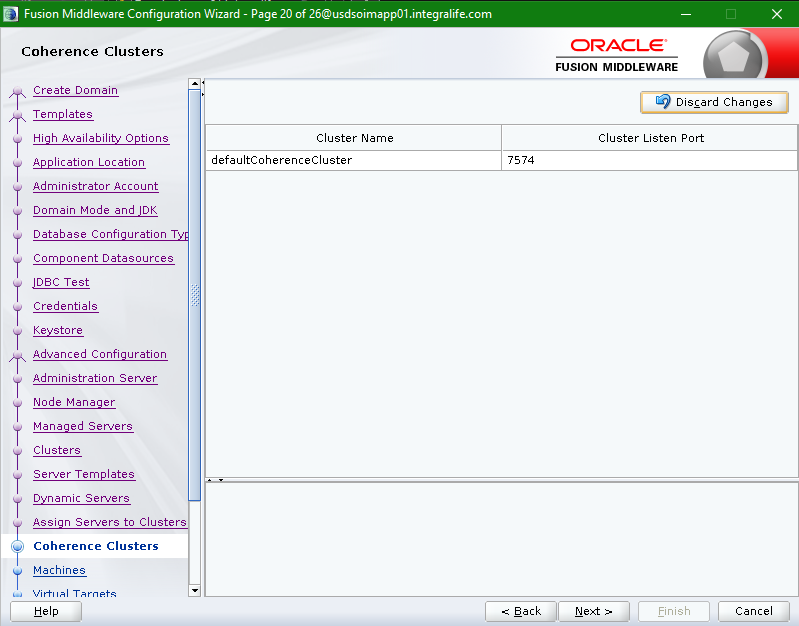 Fusion Middleware Configuration Wizard - Page 20 of 26@usdsoimapp01.integralife.com
Coherence Clusters
ORACLE
FUSION MIDDLEWARE
Create Domain
Templates
High Availability Options
Application Location
Administrator Account
Domain Mode and JDK
Database Configuration Typ
Component Datasources
JDBC Test
Credentials
Keystore
Advanced Configuration
Administration Server
Node Manager
Managed Servers
Clusters
Server Templates
Dynamic Servers
Assign Servers to Clusters
Coherence Clusters
Machines
Virtual Targets
Discard Changes
Cluster Name Cluster Listen Port
defaultCoherenceCluster 7574
Help < Back Next > Finish Cancel